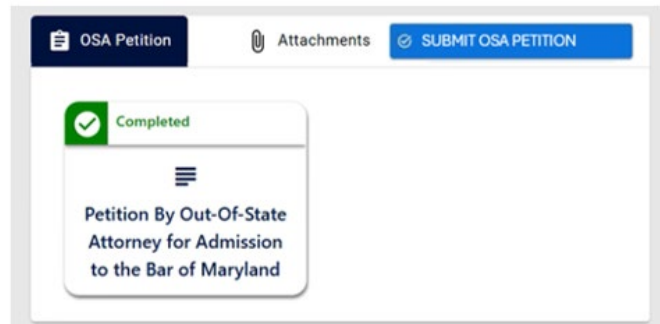 OSA Petition
Attachments
SUBMIT OSA PETITION
Completed
Petition By Out-Of-State
Attorney for Admission
to the Bar of Maryland